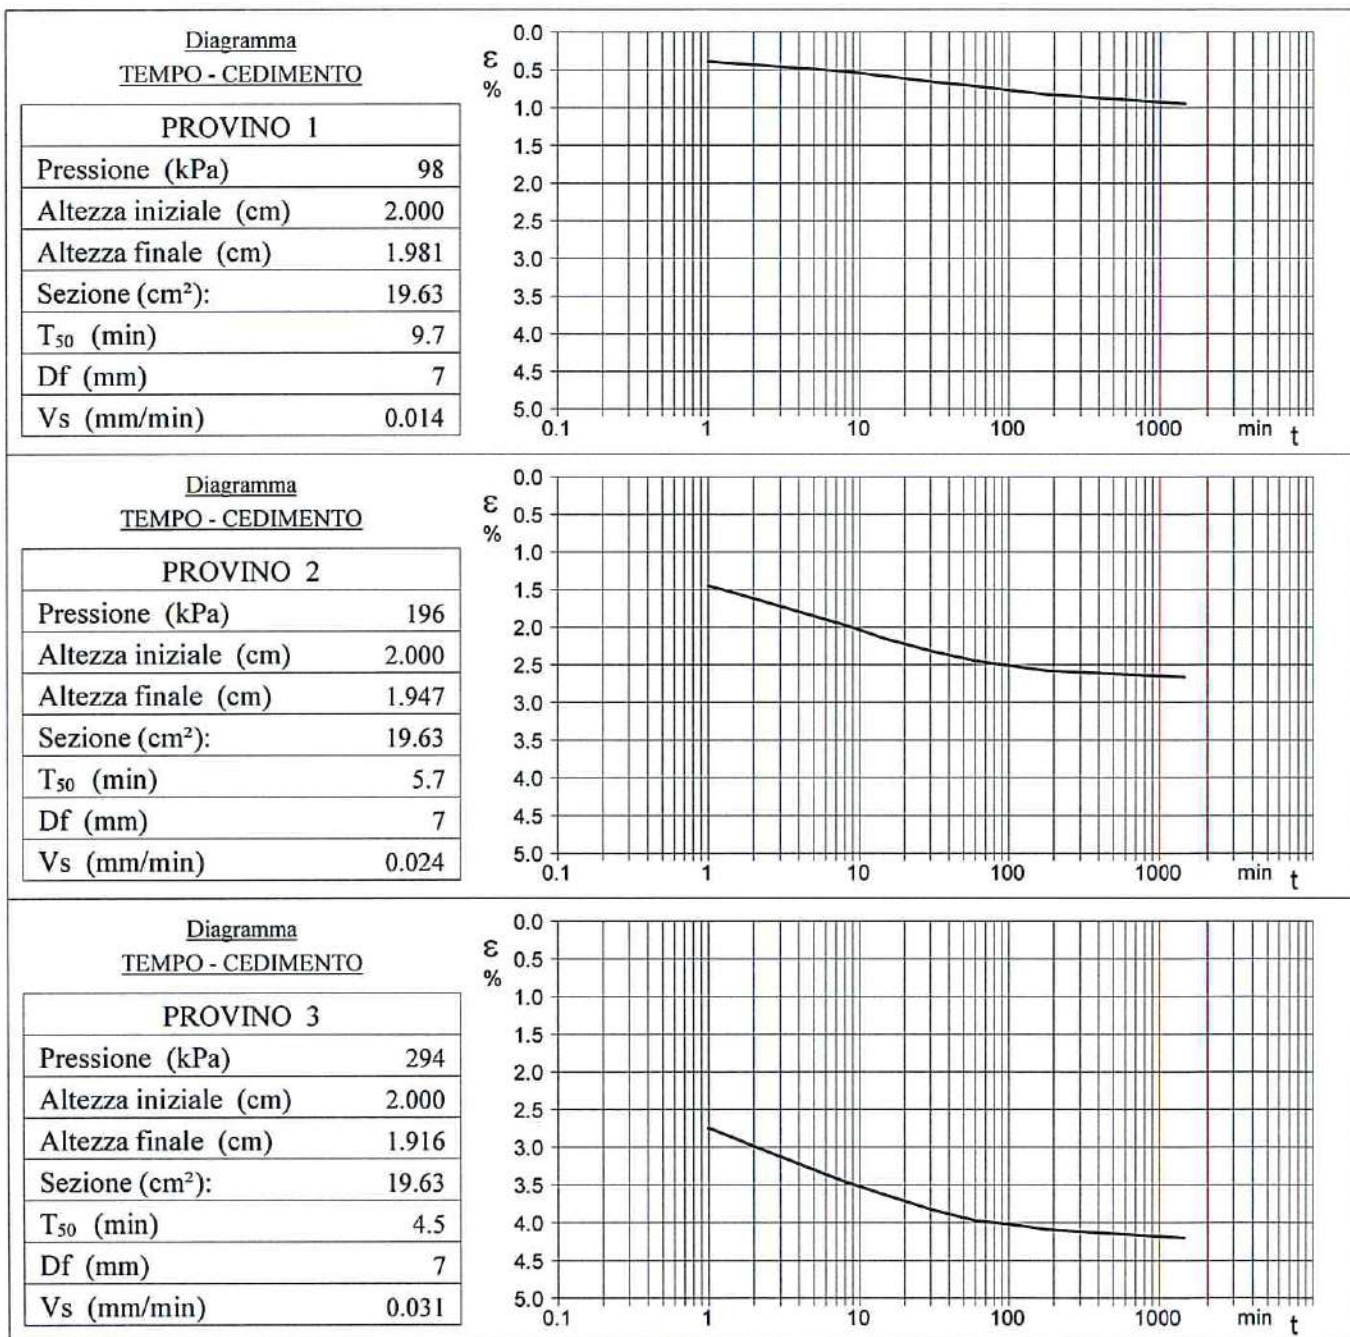 Diagramma
TEMPO - CEDIMENTO
PROVINO 1
Pressione (kPa) 98
Altezza iniziale (cm) 2.000
Altezza finale (cm) 1.981
Sezione (cm²): 19.63
T₅₀ (min) 9.7
Df (mm) 7
Vs (mm/min) 0.014
ε
%
0.0
0.5
1.0
1.5
2.0
2.5
3.0
3.5
4.0
4.5
5.0
0.1 1 10 100 1000 min t
Diagramma
TEMPO - CEDIMENTO
PROVINO 2
Pressione (kPa) 196
Altezza iniziale (cm) 2.000
Altezza finale (cm) 1.947
Sezione (cm²): 19.63
T₅₀ (min) 5.7
Df (mm) 7
Vs (mm/min) 0.024
ε
%
0.0
0.5
1.0
1.5
2.0
2.5
3.0
3.5
4.0
4.5
5.0
0.1 1 10 100 1000 min t
Diagramma
TEMPO - CEDIMENTO
PROVINO 3
Pressione (kPa) 294
Altezza iniziale (cm) 2.000
Altezza finale (cm) 1.916
Sezione (cm²): 19.63
T₅₀ (min) 4.5
Df (mm) 7
Vs (mm/min) 0.031
ε
%
0.0
0.5
1.0
1.5
2.0
2.5
3.0
3.5
4.0
4.5
5.0
0.1 1 10 100 1000 min t